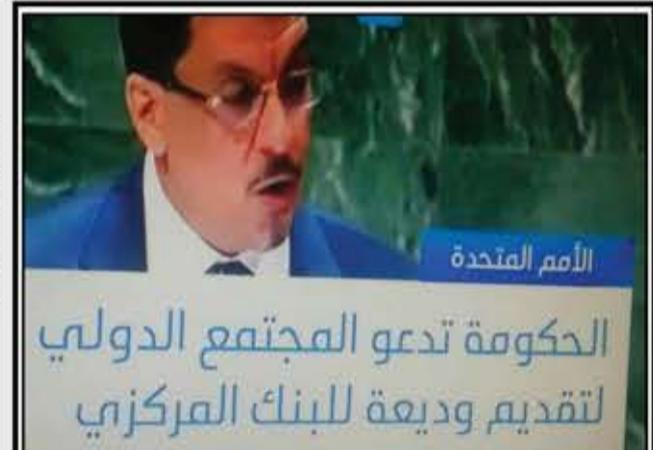 الأمم المتحدة
الحكومة تدعو المجتمع الدولي
لتقديم وديعة للبنك المركزي